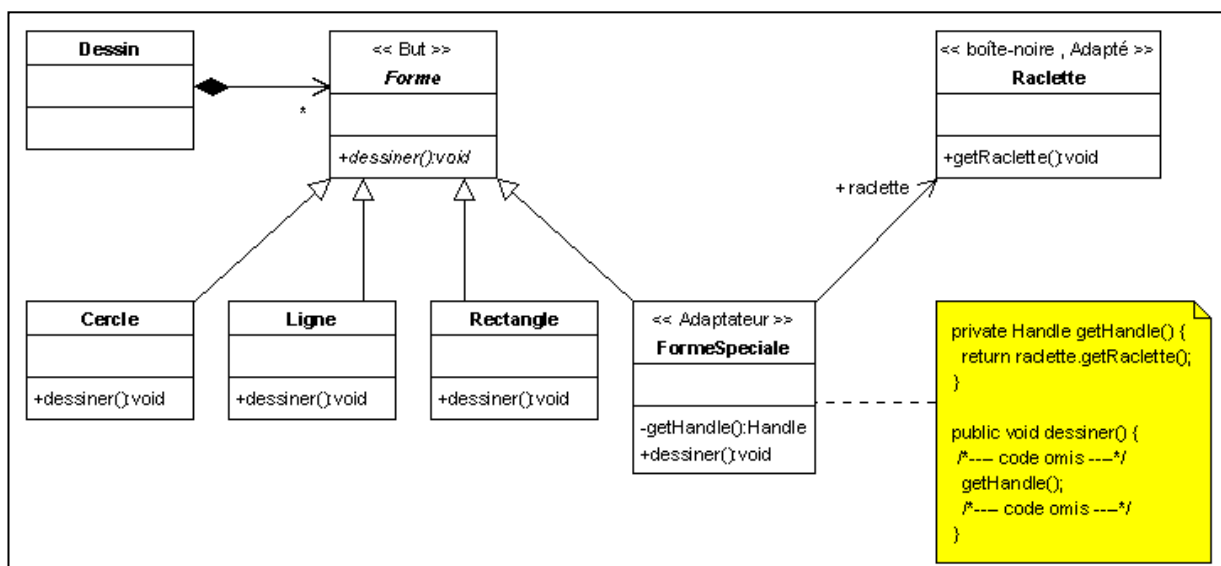 Dessin
*
<< But >>
Forme
+dessiner():void
<< boîte-noire , Adapté >>
Raclette
+getRaclette():void
+ raclette
Cercle
+dessiner():void
Ligne
+dessiner():void
Rectangle
+dessiner():void
<< Adaptateur >>
FormeSpeciale
-getHandle():Handle
+dessiner():void
private Handle getHandle() {
return raclette.getRaclette();
}
public void dessiner() {
/*---- code omis ----*/
getHandle();
/*---- code omis ----*/
}